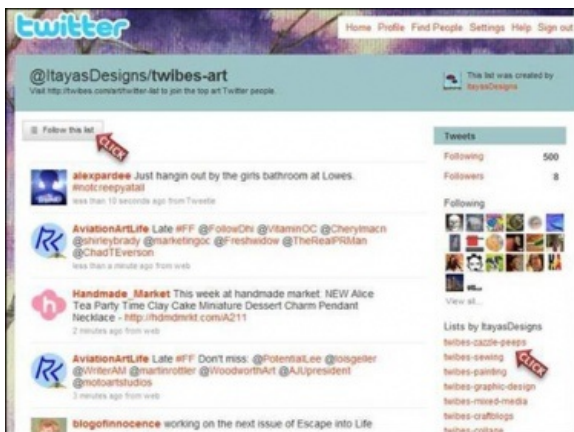 twitter
Home Profile Find People Settings Help Sign out
@ItayasDesigns/twibes-art
Visit http://twibes.com/art/twitter-list to join the top art Twitter people.
This list was created by
ItayasDesigns
Follow this list
CLICK
alexpardee Just hangin out by the girls bathroom at Lowes.
#notcreepyatall
less than 10 seconds ago from Tweetie
AviationArtLife Late #FF @FollowDhi @VitaminOC @Cherylmacn
@shirleybrady @marketingoc @Freshwidow @TheRealPRMan
@ChadTEverson
less than a minute ago from web
Handmade_Market This week at handmade market: NEW Alice
Tea Party Time Clay Cake Miniature Dessert Charm Pendant
Necklace - http://hdmdmrkt.com/A211
2 minutes ago from web
AviationArtLife Late #FF Don't miss: @PotentialLee @loisgeller
@WriterAM @martinrottler @WoodworthArt @AJUpresident
@motoartstudios
3 minutes ago from web
blogofinnocence working on the next issue of Escape into Life
Tweets
Following 500
Followers 8
Following
View all...
Lists by ItayasDesigns
twibes-zazzle-peeps
twibes-sewing
CLICK
twibes-painting
twibes-graphic-design
twibes-mixed-media
twibes-craftblogs
twibes-collage